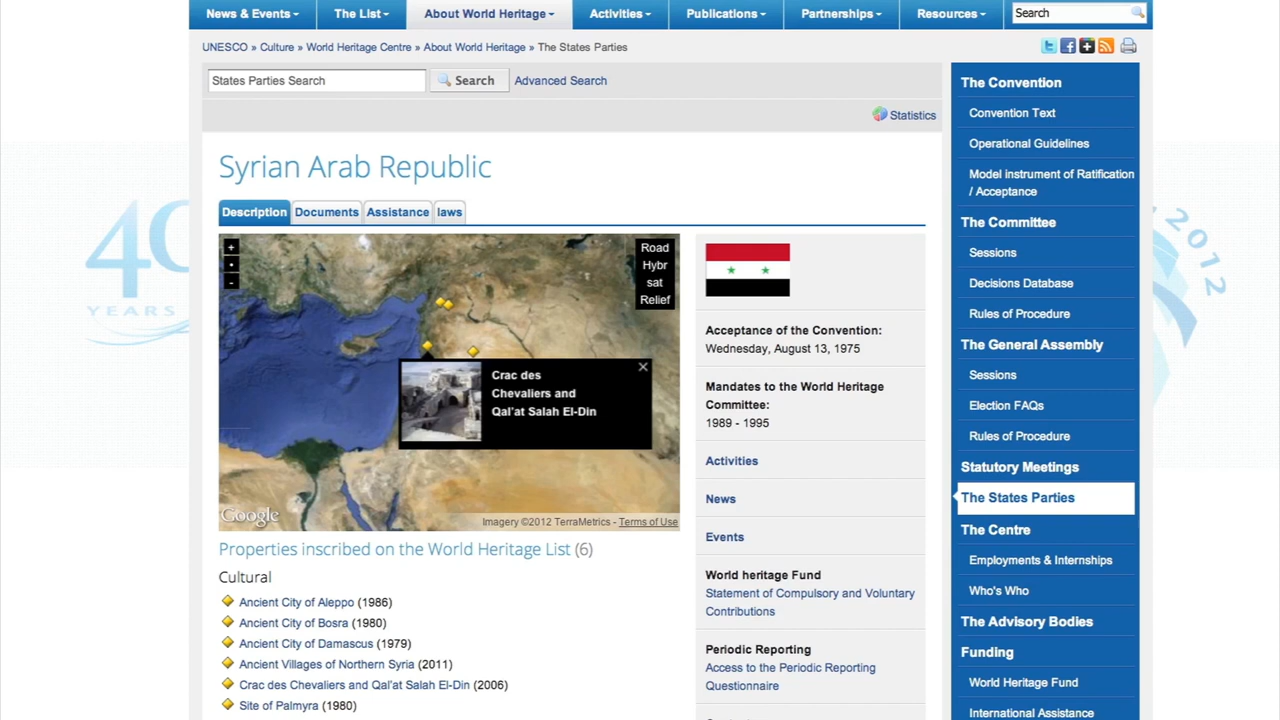 News & Events
The List
About World Heritage
Activities
Publications
Partnerships
Resources
Search
UNESCO » Culture » World Heritage Centre » About World Heritage » The States Parties
States Parties Search
Search
Advanced Search
Statistics
Syrian Arab Republic
Description
Documents
Assistance
laws
+
•
-
Road
Hybr
sat
Relief
Crac des
Chevaliers and
Qal'at Salah El-Din
Google
Imagery ©2012 TerraMetrics - Terms of Use
Properties inscribed on the World Heritage List (6)
Cultural
Ancient City of Aleppo (1986)
Ancient City of Bosra (1980)
Ancient City of Damascus (1979)
Ancient Villages of Northern Syria (2011)
Crac des Chevaliers and Qal'at Salah El-Din (2006)
Site of Palmyra (1980)
Acceptance of the Convention:
Wednesday, August 13, 1975
Mandates to the World Heritage
Committee:
1989 - 1995
Activities
News
Events
World heritage Fund
Statement of Compulsory and Voluntary
Contributions
Periodic Reporting
Access to the Periodic Reporting
Questionnaire
The Convention
Convention Text
Operational Guidelines
Model instrument of Ratification
/ Acceptance
The Committee
Sessions
Decisions Database
Rules of Procedure
The General Assembly
Sessions
Election FAQs
Rules of Procedure
Statutory Meetings
The States Parties
The Centre
Employments & Internships
Who's Who
The Advisory Bodies
Funding
World Heritage Fund
International Assistance
40
YEARS
2012